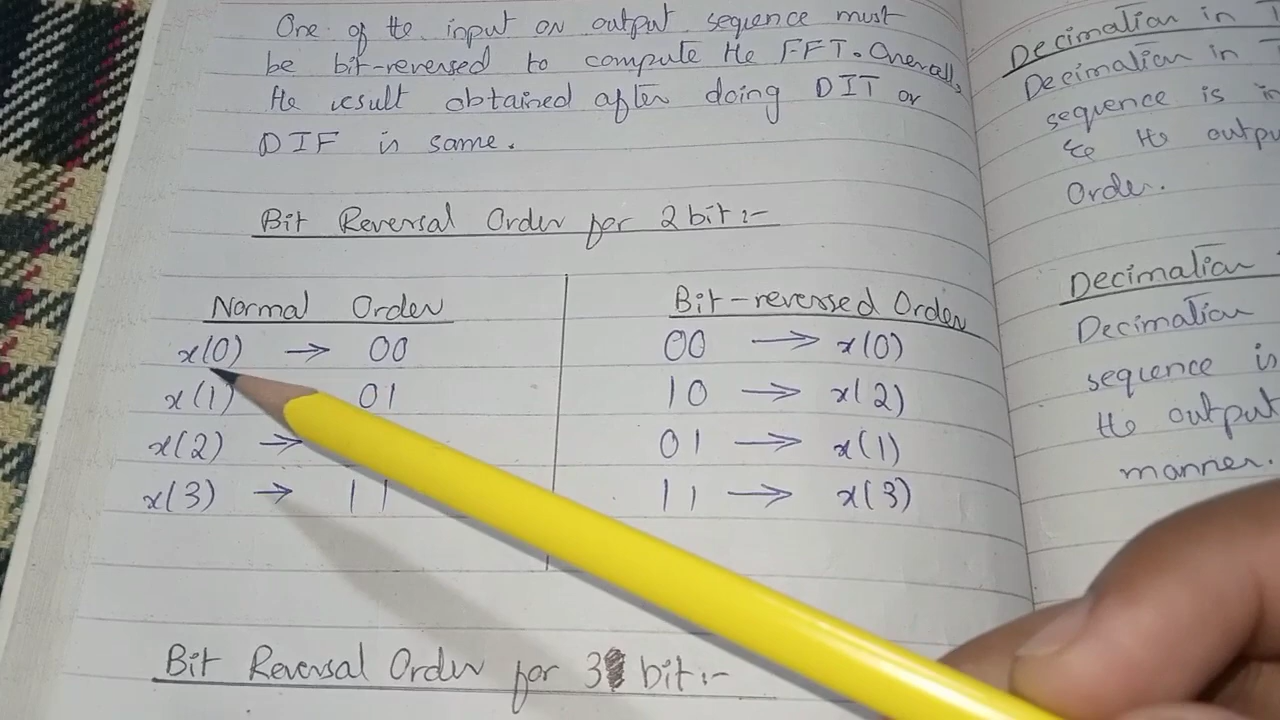 One of the input or output sequence must
be bit-reversed to compute the FFT. Overall,
the result obtained after doing DIT or
DIF is same.
Bit Reversal Order for 2 bit :-
Normal Order
x(0) → 00
x(1) 01
x(2) →
x(3) → 11
Bit-reversed Order
00 → x(0)
10 → x(2)
01 → x(1)
11 → x(3)
Bit Reversal Order for 3 bit :-
Decimation in
Decimation in
sequence is in
the output
Order.
Decimation
Decimation
sequence is
the output
manner.